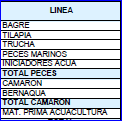 LINEA
BAGRE
TILAPIA
TRUCHA
PECES MARINOS
INICIADORES ACUA
TOTAL PECES
CAMARON
BERNAQUA
TOTAL CAMARON
MAT. PRIMA ACUACULTURA